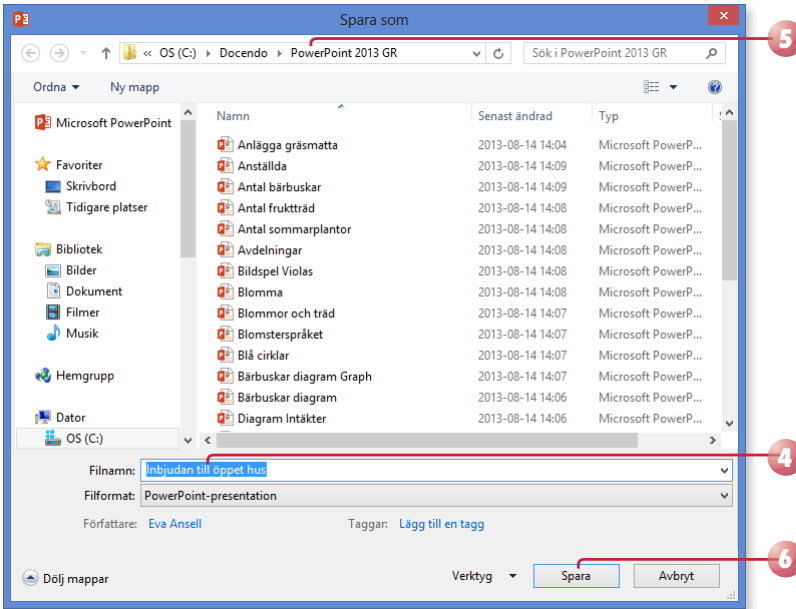 Spara som
5
« OS (C:) Docendo PowerPoint 2013 GR
Sök i PowerPoint 2013 GR
Ordna Ny mapp
Microsoft PowerPoint
Favoriter
Skrivbord
Tidigare platser
Bibliotek
Bilder
Dokument
Filmer
Musik
Hemgrupp
Dator
OS (C:)
Namn Senast ändrad Typ
Anlägga gräsmatta 2013-08-14 14:04 Microsoft PowerP...
Anställda 2013-08-14 14:09 Microsoft PowerP...
Antal bärbuskar 2013-08-14 14:09 Microsoft PowerP...
Antal fruktträd 2013-08-14 14:08 Microsoft PowerP...
Antal sommarplantor 2013-08-14 14:08 Microsoft PowerP...
Avdelningar 2013-08-14 14:08 Microsoft PowerP...
Bildspel Violas 2013-08-14 14:08 Microsoft PowerP...
Blomma 2013-08-14 14:08 Microsoft PowerP...
Blommor och träd 2013-08-14 14:07 Microsoft PowerP...
Blomsterspråket 2013-08-14 14:07 Microsoft PowerP...
Blå cirklar 2013-08-14 14:07 Microsoft PowerP...
Bärbuskar diagram Graph 2013-08-14 14:07 Microsoft PowerP...
Bärbuskar diagram 2013-08-14 14:06 Microsoft PowerP...
Diagram Intäkter 2013-08-14 14:06 Microsoft PowerP...
Filnamn: Inbjudan till öppet hus
4
Filformat: PowerPoint-presentation
Författare: Eva Ansell Taggar: Lägg till en tagg
6
Dölj mappar Verktyg Spara Avbryt